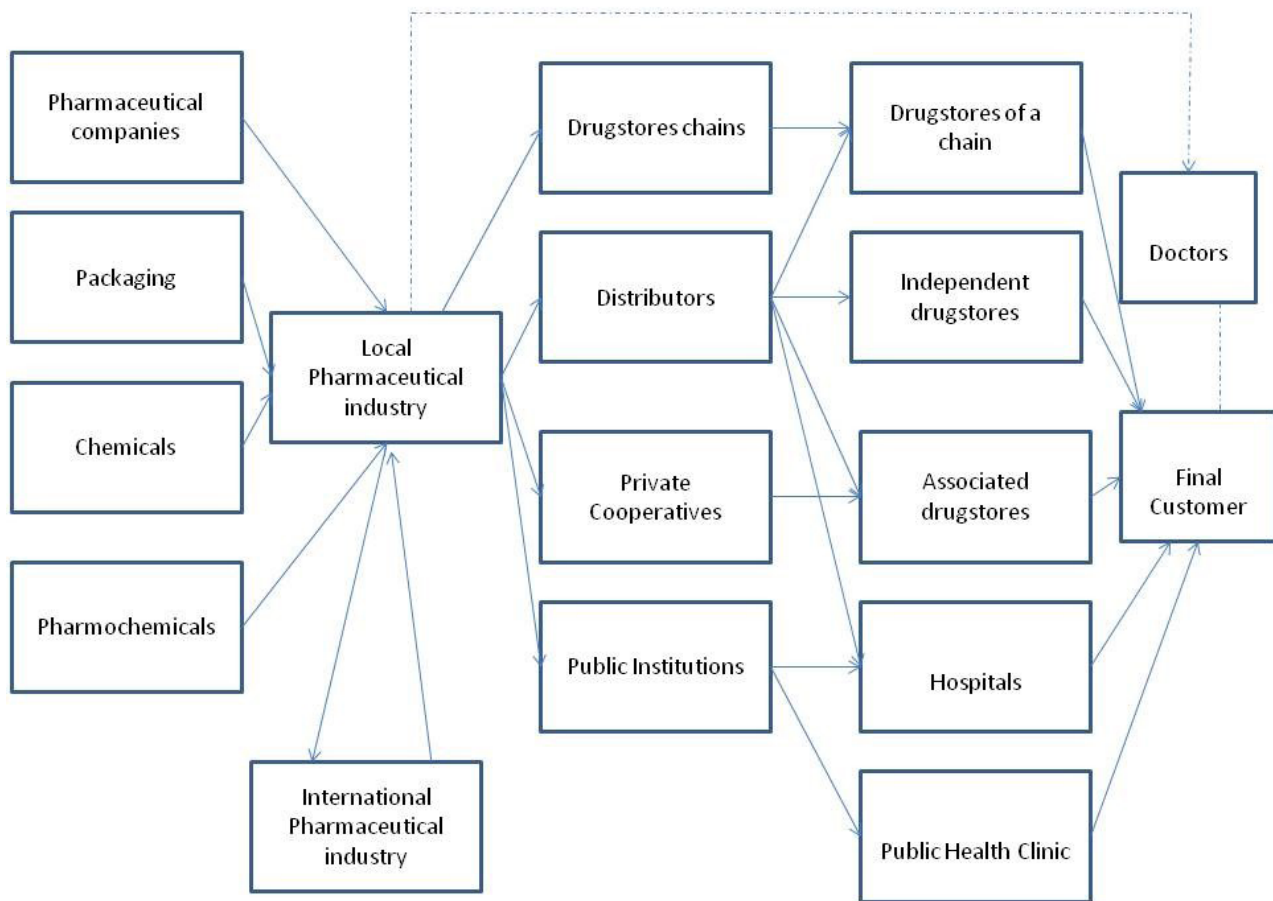 Pharmaceutical
companies
Packaging
Chemicals
Pharmochemicals
Local
Pharmaceutical
industry
International
Pharmaceutical
industry
Drugstores chains
Distributors
Private
Cooperatives
Public Institutions
Drugstores of a
chain
Independent
drugstores
Associated
drugstores
Hospitals
Public Health Clinic
Doctors
Final
Customer